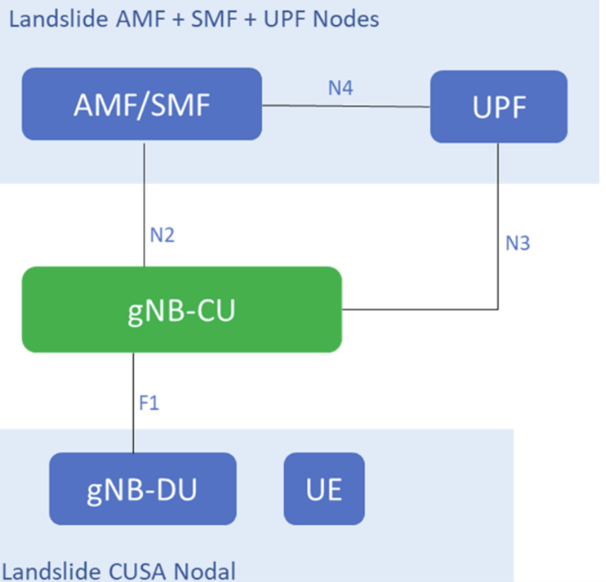 Landslide AMF + SMF + UPF Nodes
AMF/SMF
N4
UPF
N2
N3
gNB-CU
F1
gNB-DU
UE
Landslide CUSA Nodal